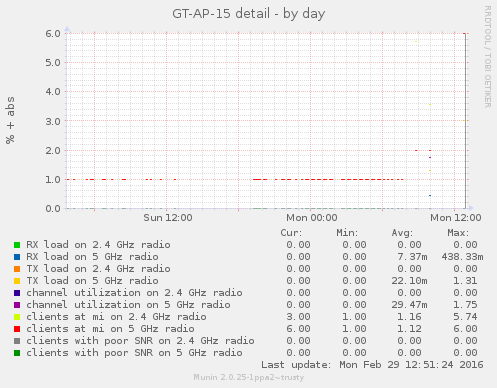 GT-AP-15 detail - by day
RRDTOOL / TOBI OETIKER
% + abs
6.0
5.0
4.0
3.0
2.0
1.0
0.0
Sun 12:00 Mon 00:00 Mon 12:00
Cur: Min: Avg: Max:
RX load on 2.4 GHz radio 0.00 0.00 0.00 0.00
RX load on 5 GHz radio 0.00 0.00 7.37m 438.33m
TX load on 2.4 GHz radio 0.00 0.00 0.00 0.00
TX load on 5 GHz radio 0.00 0.00 22.10m 1.31
channel utilization on 2.4 GHz radio 0.00 0.00 0.00 0.00
channel utilization on 5 GHz radio 0.00 0.00 29.47m 1.75
clients at mi on 2.4 GHz radio 3.00 1.00 1.16 5.74
clients at mi on 5 GHz radio 6.00 1.00 1.12 6.00
clients with poor SNR on 2.4 GHz radio 0.00 0.00 0.00 0.00
clients with poor SNR on 5 GHz radio 0.00 0.00 0.00 0.00
Last update: Mon Feb 29 12:51:24 2016
Munin 2.0.25-1ppa2~trusty